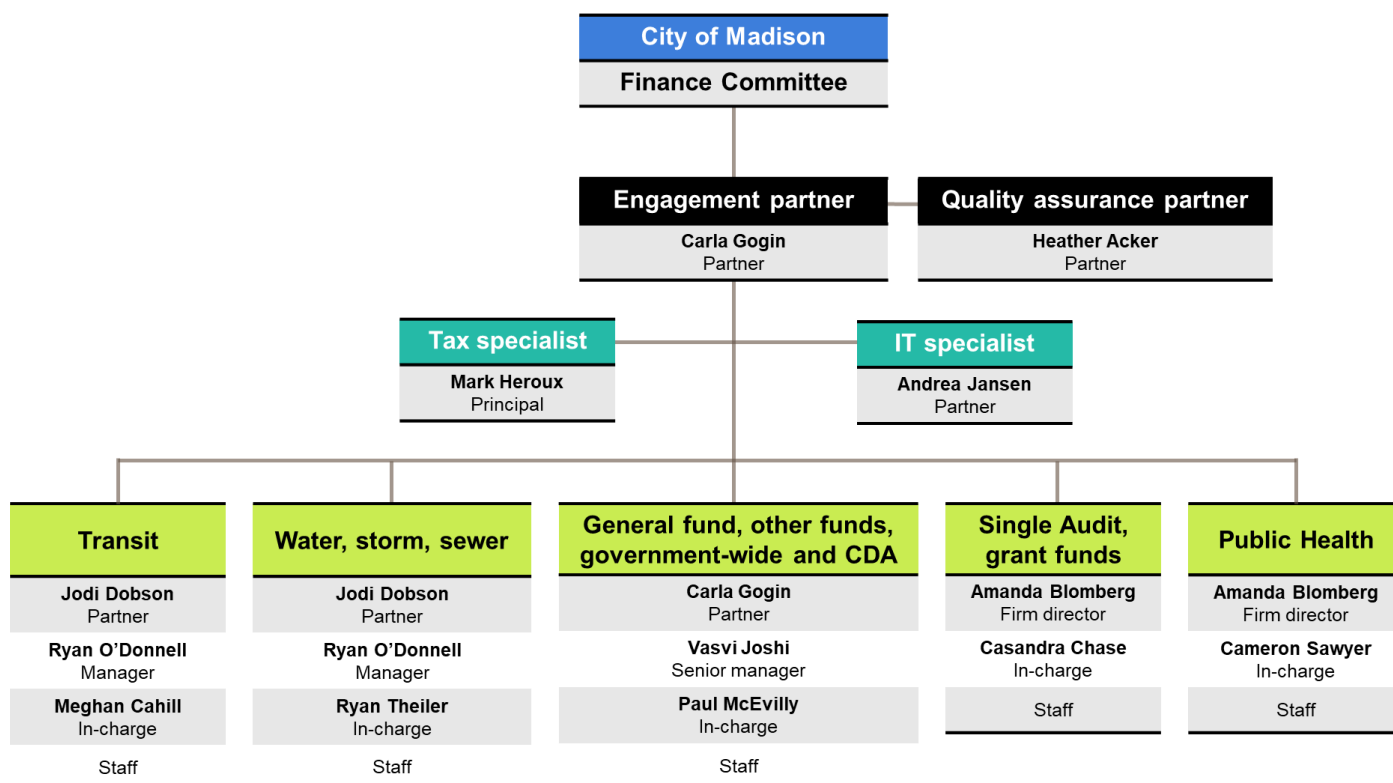 City of Madison
Finance Committee
Engagement partner
Carla Gogin
Partner
Quality assurance partner
Heather Acker
Partner
Tax specialist
Mark Heroux
Principal
IT specialist
Andrea Jansen
Partner
Transit
Jodi Dobson
Partner
Ryan O’Donnell
Manager
Meghan Cahill
In-charge
Staff
Water, storm, sewer
Jodi Dobson
Partner
Ryan O’Donnell
Manager
Ryan Theiler
In-charge
Staff
General fund, other funds,
government-wide and CDA
Carla Gogin
Partner
Vasvi Joshi
Senior manager
Paul McEvilly
In-charge
Staff
Single Audit,
grant funds
Amanda Blomberg
Firm director
Casandra Chase
In-charge
Staff
Public Health
Amanda Blomberg
Firm director
Cameron Sawyer
In-charge
Staff